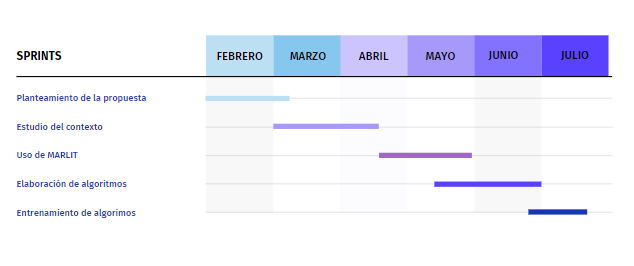 SPRINTS FEBRERO MARZO ABRIL MAYO JUNIO JULIO
Planteamiento de la propuesta
Estudio del contexto
Uso de MARLIT
Elaboración de algoritmos
Entrenamiento de algorimos